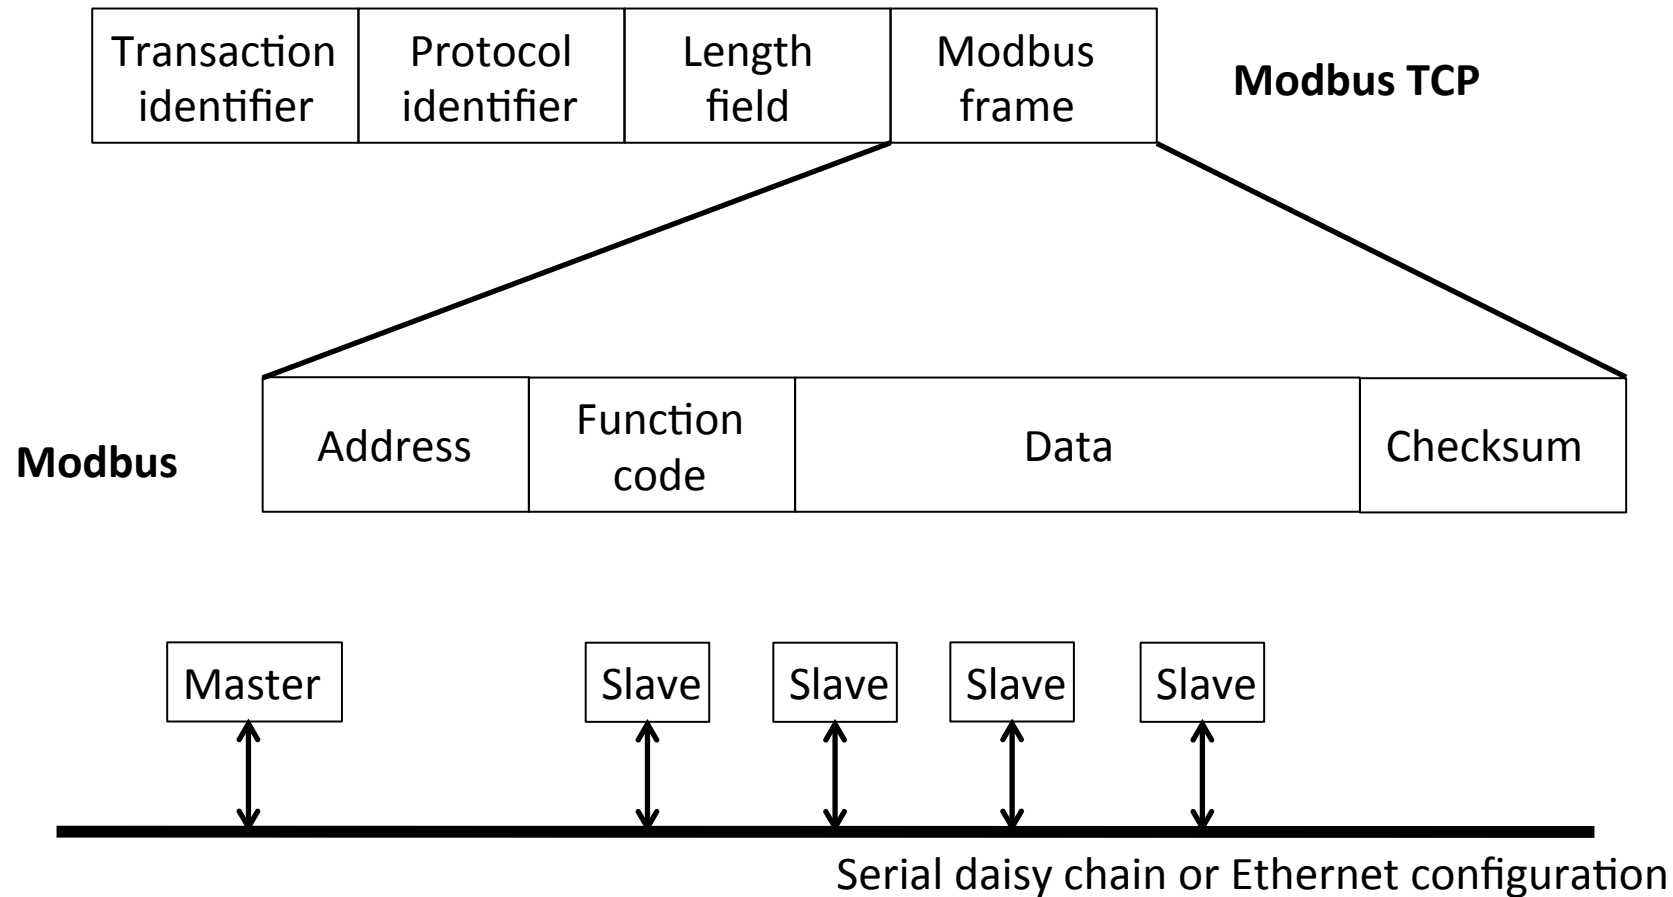 Transaction
identifier
Protocol
identifier
Length
field
Modbus
frame
Modbus TCP
Modbus
Address
Function
code
Data
Checksum
Master
Slave
Slave
Slave
Slave
Serial daisy chain or Ethernet configuration